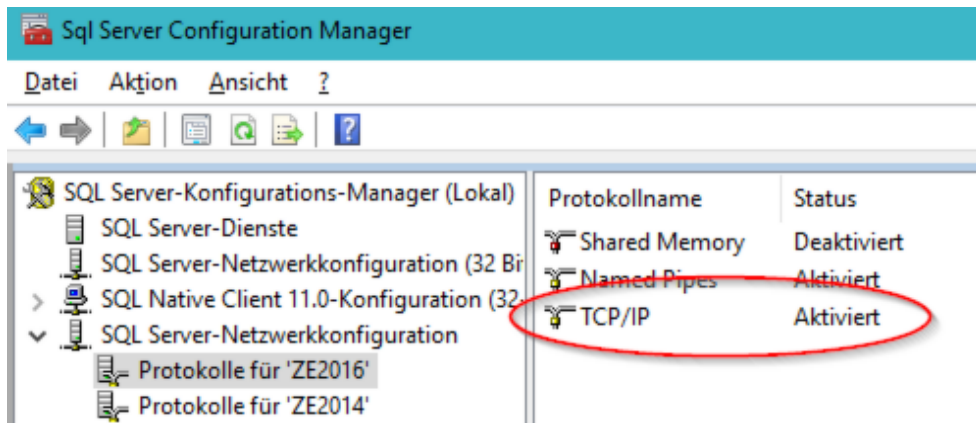 Sql Server Configuration Manager
Datei Aktion Ansicht ?
?
SQL Server-Konfigurations-Manager (Lokal)
SQL Server-Dienste
SQL Server-Netzwerkkonfiguration (32 Bi
SQL Native Client 11.0-Konfiguration (32-
SQL Server-Netzwerkkonfiguration
Protokolle für 'ZE2016'
Protokolle für 'ZE2014'
Protokollname Status
Shared Memory Deaktiviert
Named Pipes Aktiviert
TCP/IP Aktiviert